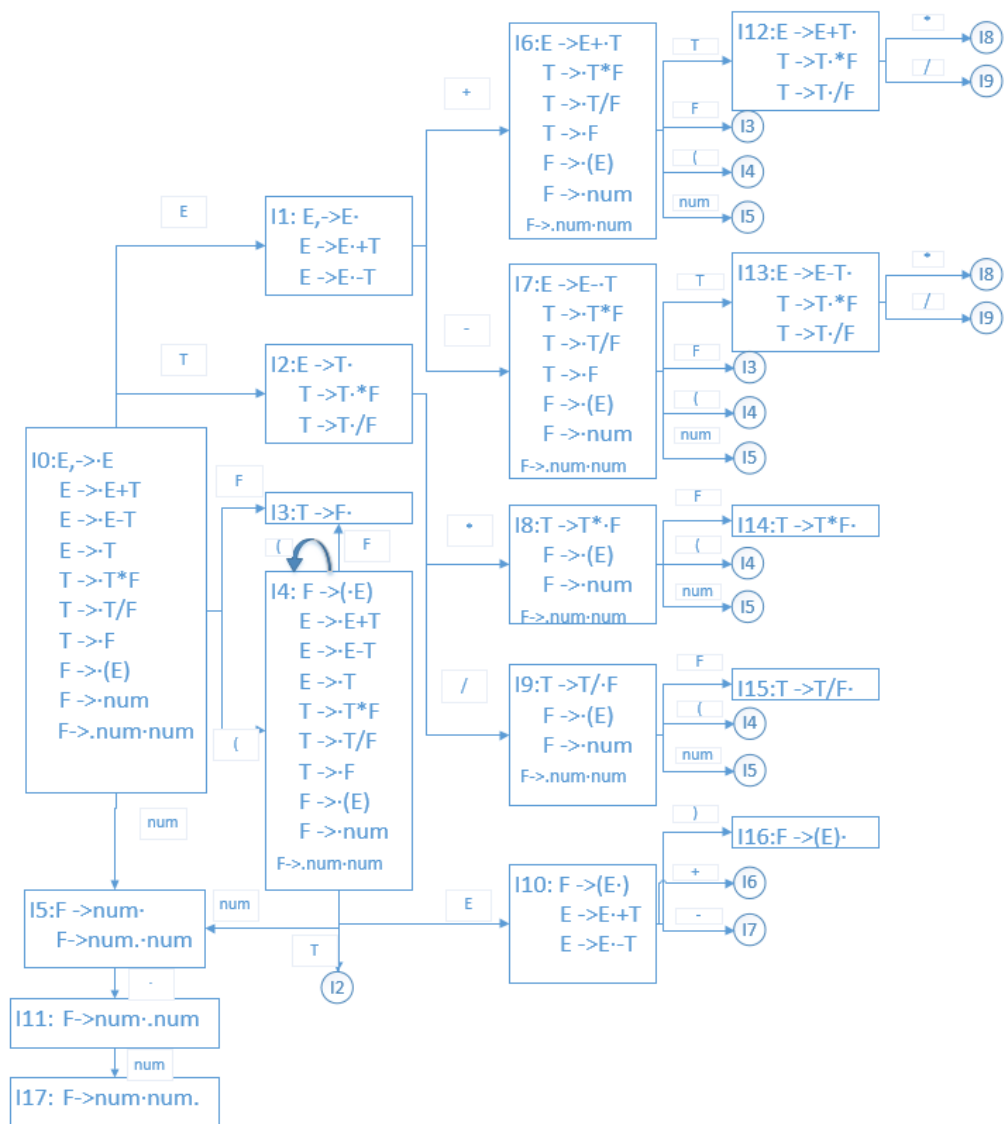 I6:E ->E+·T
T ->·T*F
T ->·T/F
T ->·F
F ->·(E)
F ->·num
F->.num·num
I12:E ->E+T·
T ->T·*F
T ->T·/F
*
I8
/
I9
T
F
I3
(
I4
num
I5
+
E
I1: E,->E·
E ->E·+T
E ->E·-T
-
I7:E ->E-·T
T ->·T*F
T ->·T/F
T ->·F
F ->·(E)
F ->·num
F->.num·num
T
I13:E ->E-T·
T ->T·*F
T ->T·/F
*
I8
/
I9
F
I3
(
I4
num
I5
T
I2:E ->T·
T ->T·*F
T ->T·/F
I0:E,->·E
E ->·E+T
E ->·E-T
E ->·T
T ->·T*F
T ->·T/F
T ->·F
F ->·(E)
F ->·num
F->.num·num
F
I3:T ->F·
(
F
*
I8:T ->T*·F
F ->·(E)
F ->·num
F->.num·num
F
I14:T ->T*F·
(
I4
num
I5
(
I4: F ->(·E)
E ->·E+T
E ->·E-T
E ->·T
T ->·T*F
T ->·T/F
T ->·F
F ->·(E)
F ->·num
F->.num·num
/
I9:T ->T/·F
F ->·(E)
F ->·num
F->.num·num
F
I15:T ->T/F·
(
I4
num
I5
num
I5:F ->num·
F->num.·num
num
T
I2
E
I10: F ->(E·)
E ->E·+T
E ->E·-T
)
I16:F ->(E)·
+
I6
-
I7
·
I11: F->num·.num
num
I17: F->num·num.